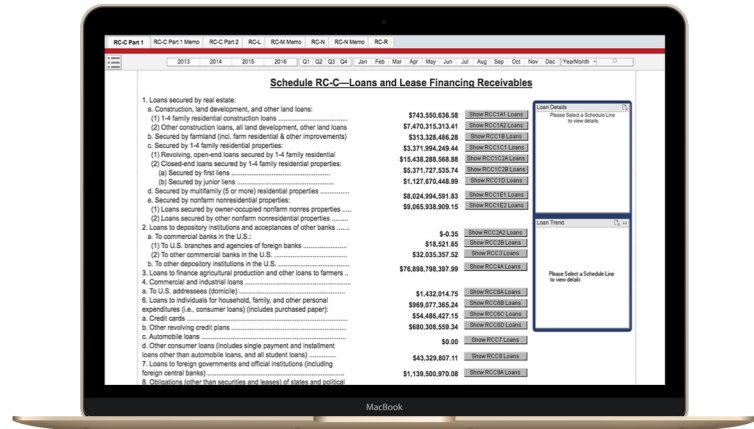 RC-C Part 1 RC-C Part 1 Memo RC-C Part 2 RC-L RC-M Memo RC-N RC-N Memo RC-R
2013 2014 2015 2016 Q1 Q2 Q3 Q4 Jan Feb Mar Apr May Jun Jul Aug Sep Oct Nov Dec YearMonth
Schedule RC-C—Loans and Lease Financing Receivables
1. Loans secured by real estate:
a. Construction, land development, and other land loans:
(1) 1-4 family residential construction loans $743,550,636.58 Show RCC1A1 Loans
(2) Other construction loans, all land development, other land loans $7,470,315,313.41 Show RCC1A2 Loans
b. Secured by farmland (incl. farm residential & other improvements) $313,328,486.28 Show RCC1B Loans
c. Secured by 1-4 family residential properties: $3,371,994,249.44 Show RCC1C1 Loans
(1) Revolving, open-end loans secured by 1-4 family residential $15,438,288,568.88 Show RCC1C2A Loans
(2) Closed-end loans secured by 1-4 family residential properties:
(a) Secured by first liens $5,371,727,535.74 Show RCC1C2B Loans
(b) Secured by junior liens $1,127,670,448.99 Show RCC1D Loans
d. Secured by multifamily (5 or more) residential properties $8,024,994,591.83 Show RCC1E1 Loans
e. Secured by nonfarm nonresidential properties: $9,065,938,909.15 Show RCC1E2 Loans
(1) Loans secured by owner-occupied nonfarm nonres properties
(2) Loans secured by other nonfarm nonresidential properties
2. Loans to depository institutions and acceptances of other banks $-0.35 Show RCC2A2 Loans
a. To commercial banks in the U.S.:
(1) To U.S. branches and agencies of foreign banks $18,521.65 Show RCC2B Loans
(2) To other commercial banks in the U.S. $32,035,357.52 Show RCC3 Loans
b. To other depository institutions in the U.S. $76,898,798,397.99 Show RCC4A Loans
3. Loans to finance agricultural production and other loans to farmers
4. Commercial and industrial loans
a. To U.S. addressees (domicile) $1,432,014.75 Show RCC6A Loans
6. Loans to individuals for household, family, and other personal
expenditures (i.e., consumer loans) (includes purchased paper): $969,077,365.24 Show RCC6B Loans
a. Credit cards $54,486,427.15 Show RCC6C Loans
b. Other revolving credit plans $680,308,559.34 Show RCC6D Loans
c. Automobile loans $0.00 Show RCC7 Loans
d. Other consumer loans (includes single payment and installment
loans other than automobile loans, and all student loans) $43,329,807.11 Show RCC8 Loans
7. Loans to foreign governments and official institutions (including
foreign central banks) $1,139,500,970.08 Show RCC9A Loans
8. Obligations (other than securities and leases) of states and political
Loan Details
Please Select a Schedule Line
to view details
Loan Trend
Please Select a Schedule Line
to view details
MacBook